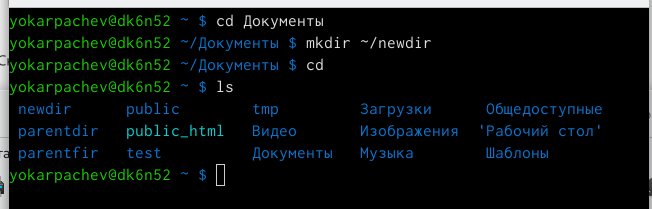 yokarpachev@dk6n52 ~ $ cd Документы
yokarpachev@dk6n52 ~/Документы $ mkdir ~/newdir
yokarpachev@dk6n52 ~/Документы $ cd
yokarpachev@dk6n52 ~ $ ls
newdir public tmp Загрузки Общедоступные
parentdir public_html Видео Изображения 'Рабочий стол'
parentfir test Документы Музыка Шаблоны
yokarpachev@dk6n52 ~ $